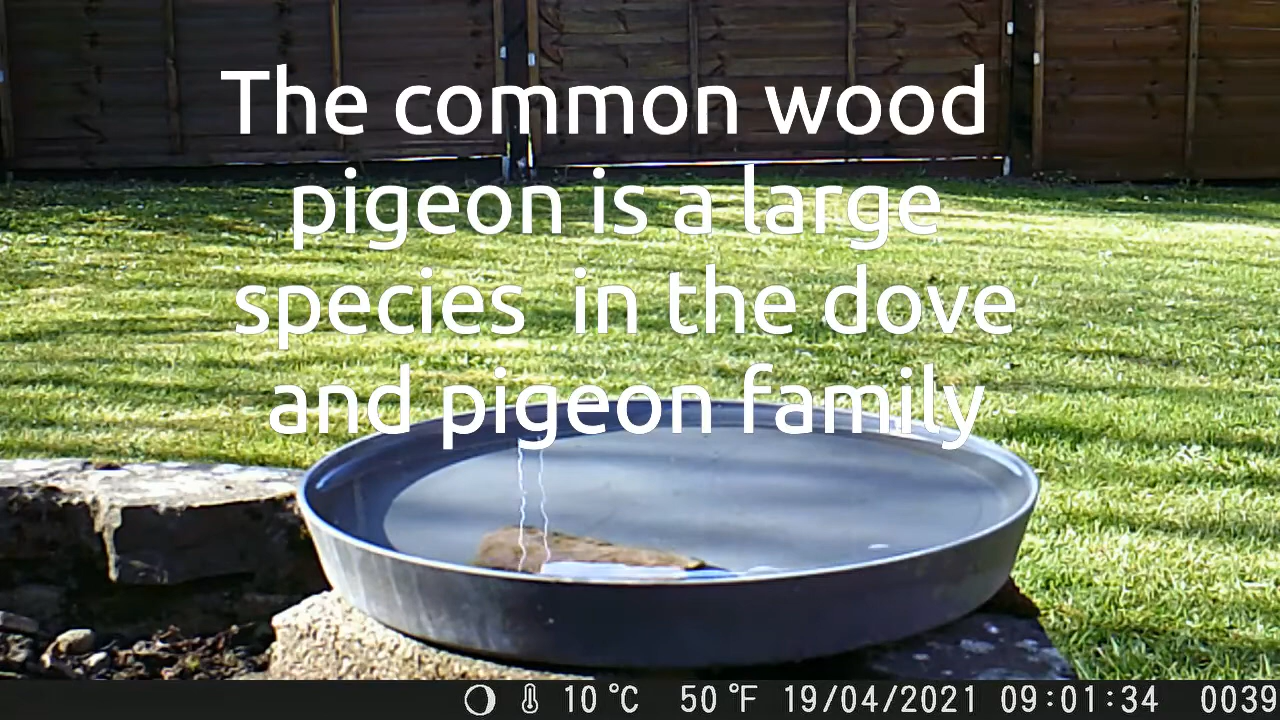 The common wood
pigeon is a large
species  in the dove
and pigeon family
10°C 50°F 19/04/2021 09:01:34 0039